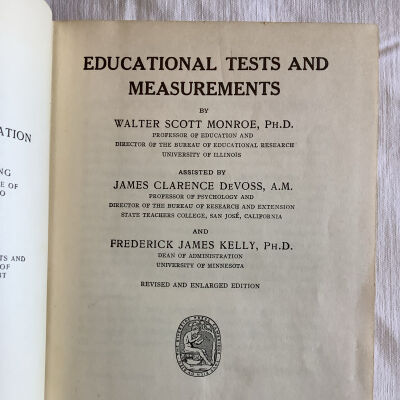 ATION
NG
E OF
O
TS AND
OF
NT
EDUCATIONAL TESTS AND
MEASUREMENTS
BY
WALTER SCOTT MONROE, PH.D.
PROFESSOR OF EDUCATION AND
DIRECTOR OF THE BUREAU OF EDUCATIONAL RESEARCH
UNIVERSITY OF ILLINOIS
ASSISTED BY
JAMES CLARENCE DEVOSS, A.M.
PROFESSOR OF PSYCHOLOGY AND
DIRECTOR OF THE BUREAU OF RESEARCH AND EXTENSION
STATE TEACHERS COLLEGE, SAN JOSÉ, CALIFORNIA
AND
FREDERICK JAMES KELLY, PH.D.
DEAN OF ADMINISTRATION
UNIVERSITY OF MINNESOTA
REVISED AND ENLARGED EDITION